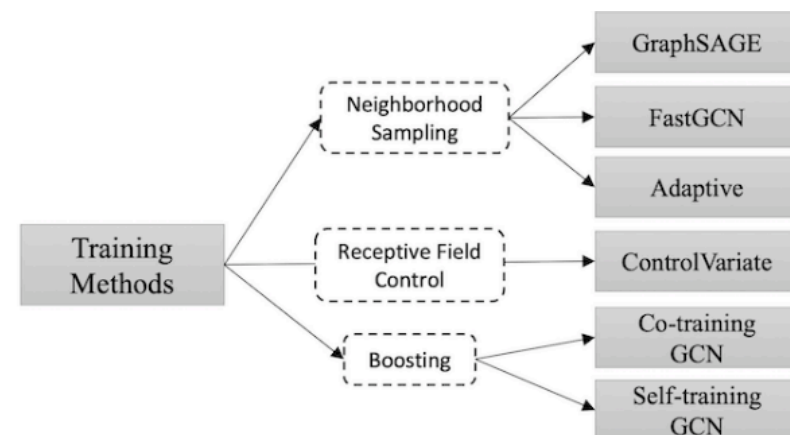 Training
Methods
Neighborhood
Sampling
Receptive Field
Control
Boosting
GraphSAGE
FastGCN
Adaptive
ControlVariate
Co-training
GCN
Self-training
GCN